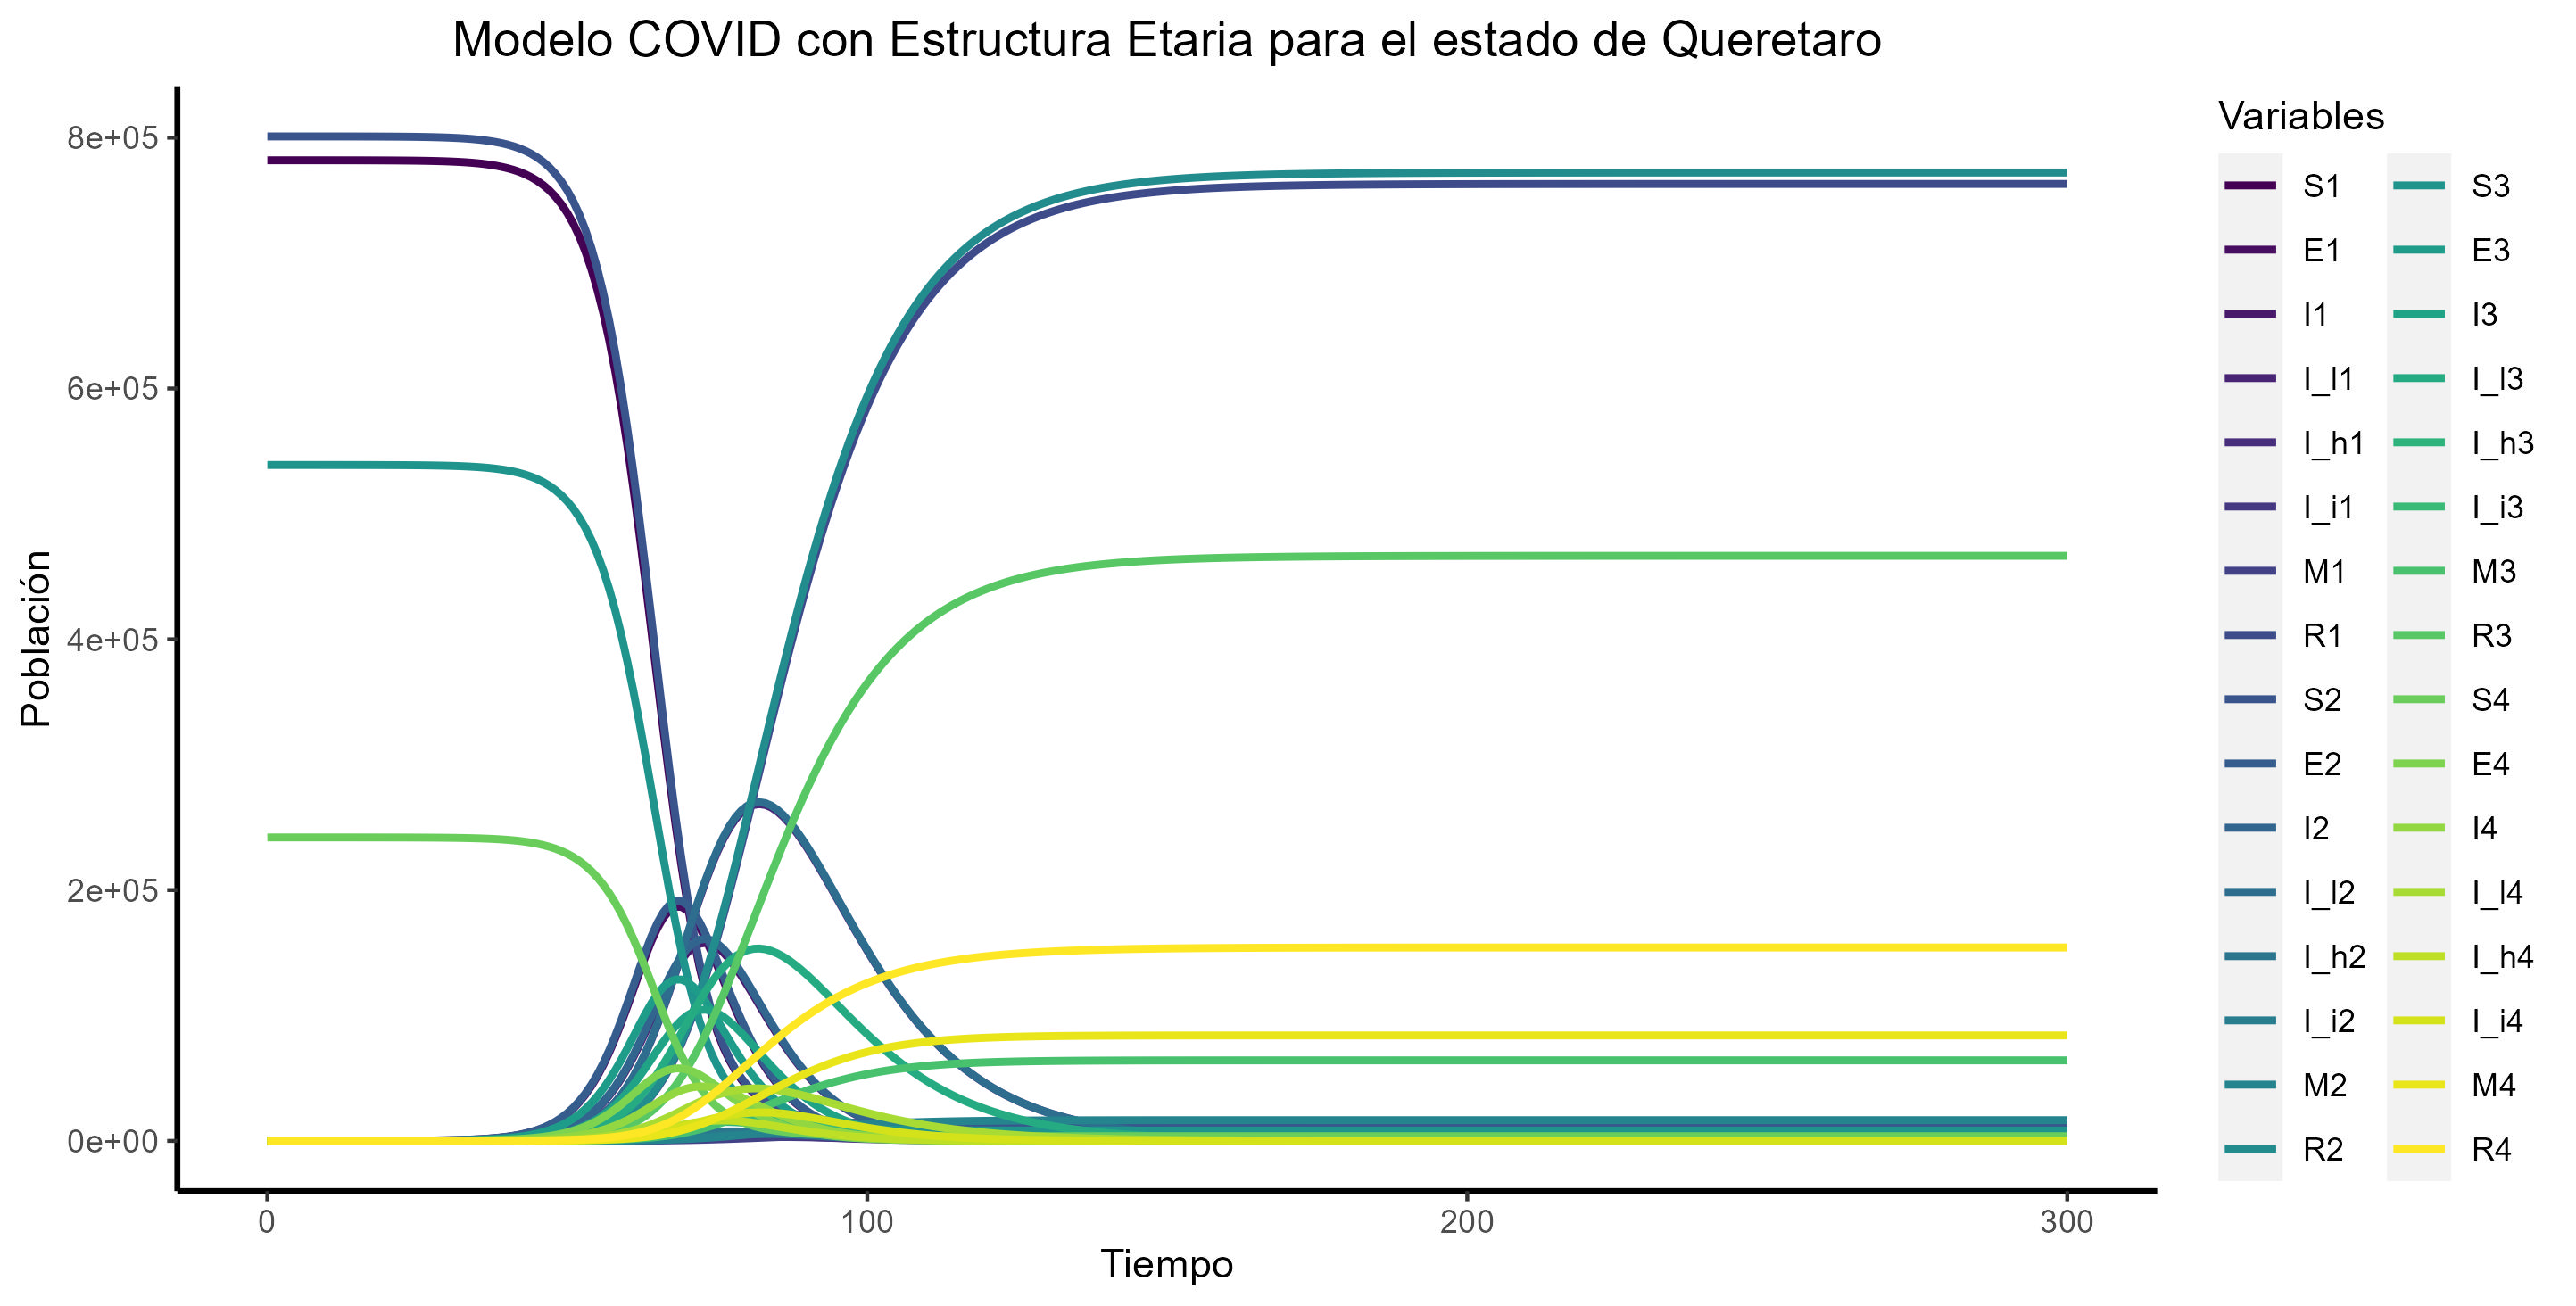 Modelo COVID con Estructura Etaria para el estado de Queretaro
Población
8e+05
6e+05
4e+05
2e+05
0e+00
0
100
200
300
Tiempo
Variables
S1
E1
I1
I_l1
I_h1
I_i1
M1
R1
S2
E2
I2
I_l2
I_h2
I_i2
M2
R2
S3
E3
I3
I_l3
I_h3
I_i3
M3
R3
S4
E4
I4
I_l4
I_h4
I_i4
M4
R4